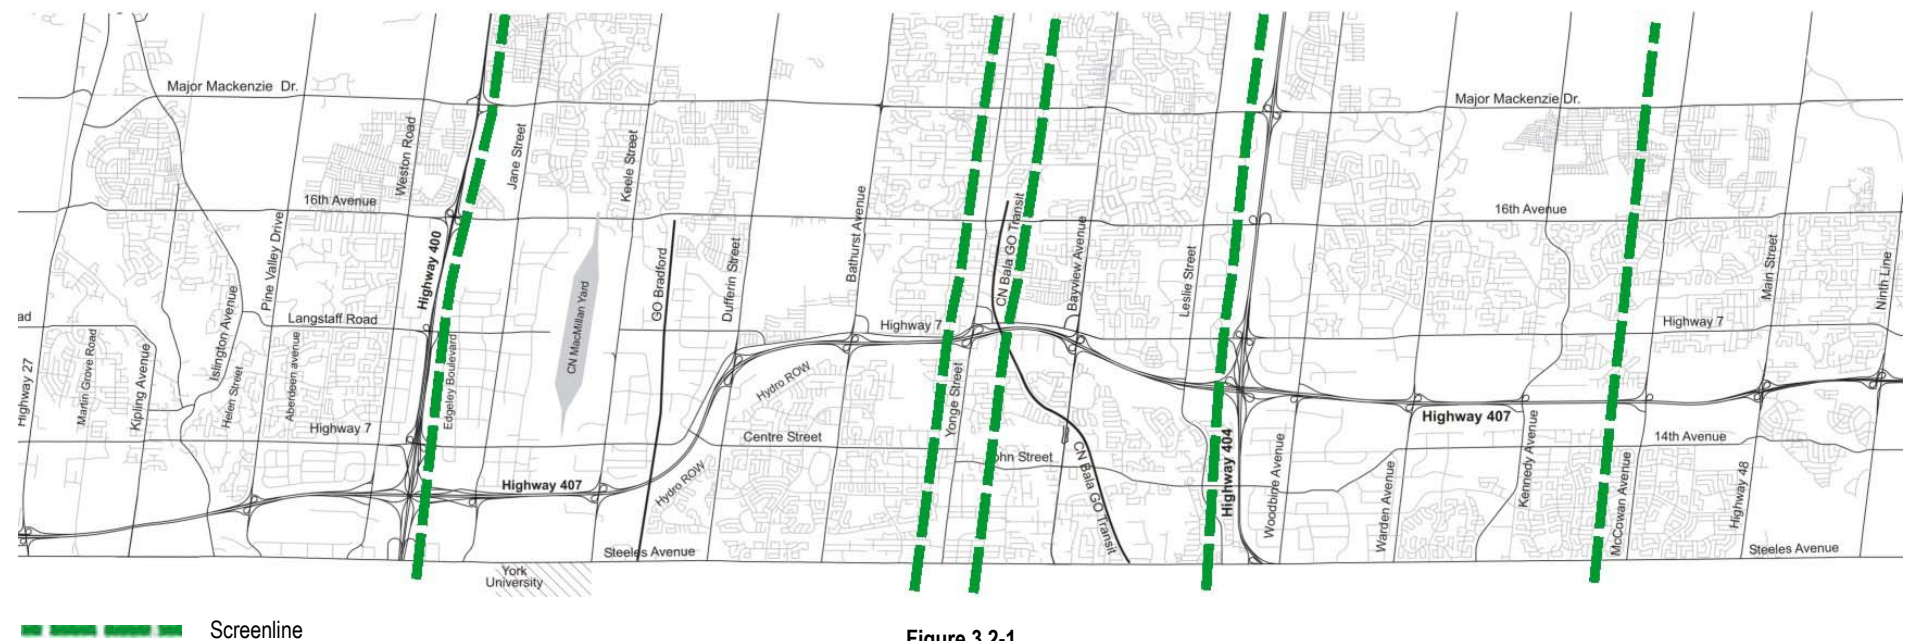 Major Mackenzie Dr.
Major Mackenzie Dr.
Weston Road
Jane Street
Keele Street
16th Avenue
16th Avenue
Pine Valley Drive
Highway 400
Bathurst Avenue
CN Bala GO Transit
Bayview Avenue
Leslie Street
Main Street
Ninth Line
GO Bradford
Dufferin Street
CN MacMillan Yard
Islington Avenue
Langstaff Road
Highway 7
Highway 7
ad
Highway 27
Martin Grove Road
Kipling Avenue
Helen Street
Aberdeen avenue
Edgeley Boulevard
Hydro ROW
Yonge Street
Highway 407
Highway 7
Centre Street
14th Avenue
ohn Street
CN Bala GO Transit
Highway 404
Woodbine Avenue
Warden Avenue
Kennedy Avenue
McCowan Avenue
Highway 48
Highway 407
Hydro ROW
Steeles Avenue
Steeles Avenue
York
University
Screenline
Figure 3.2-1